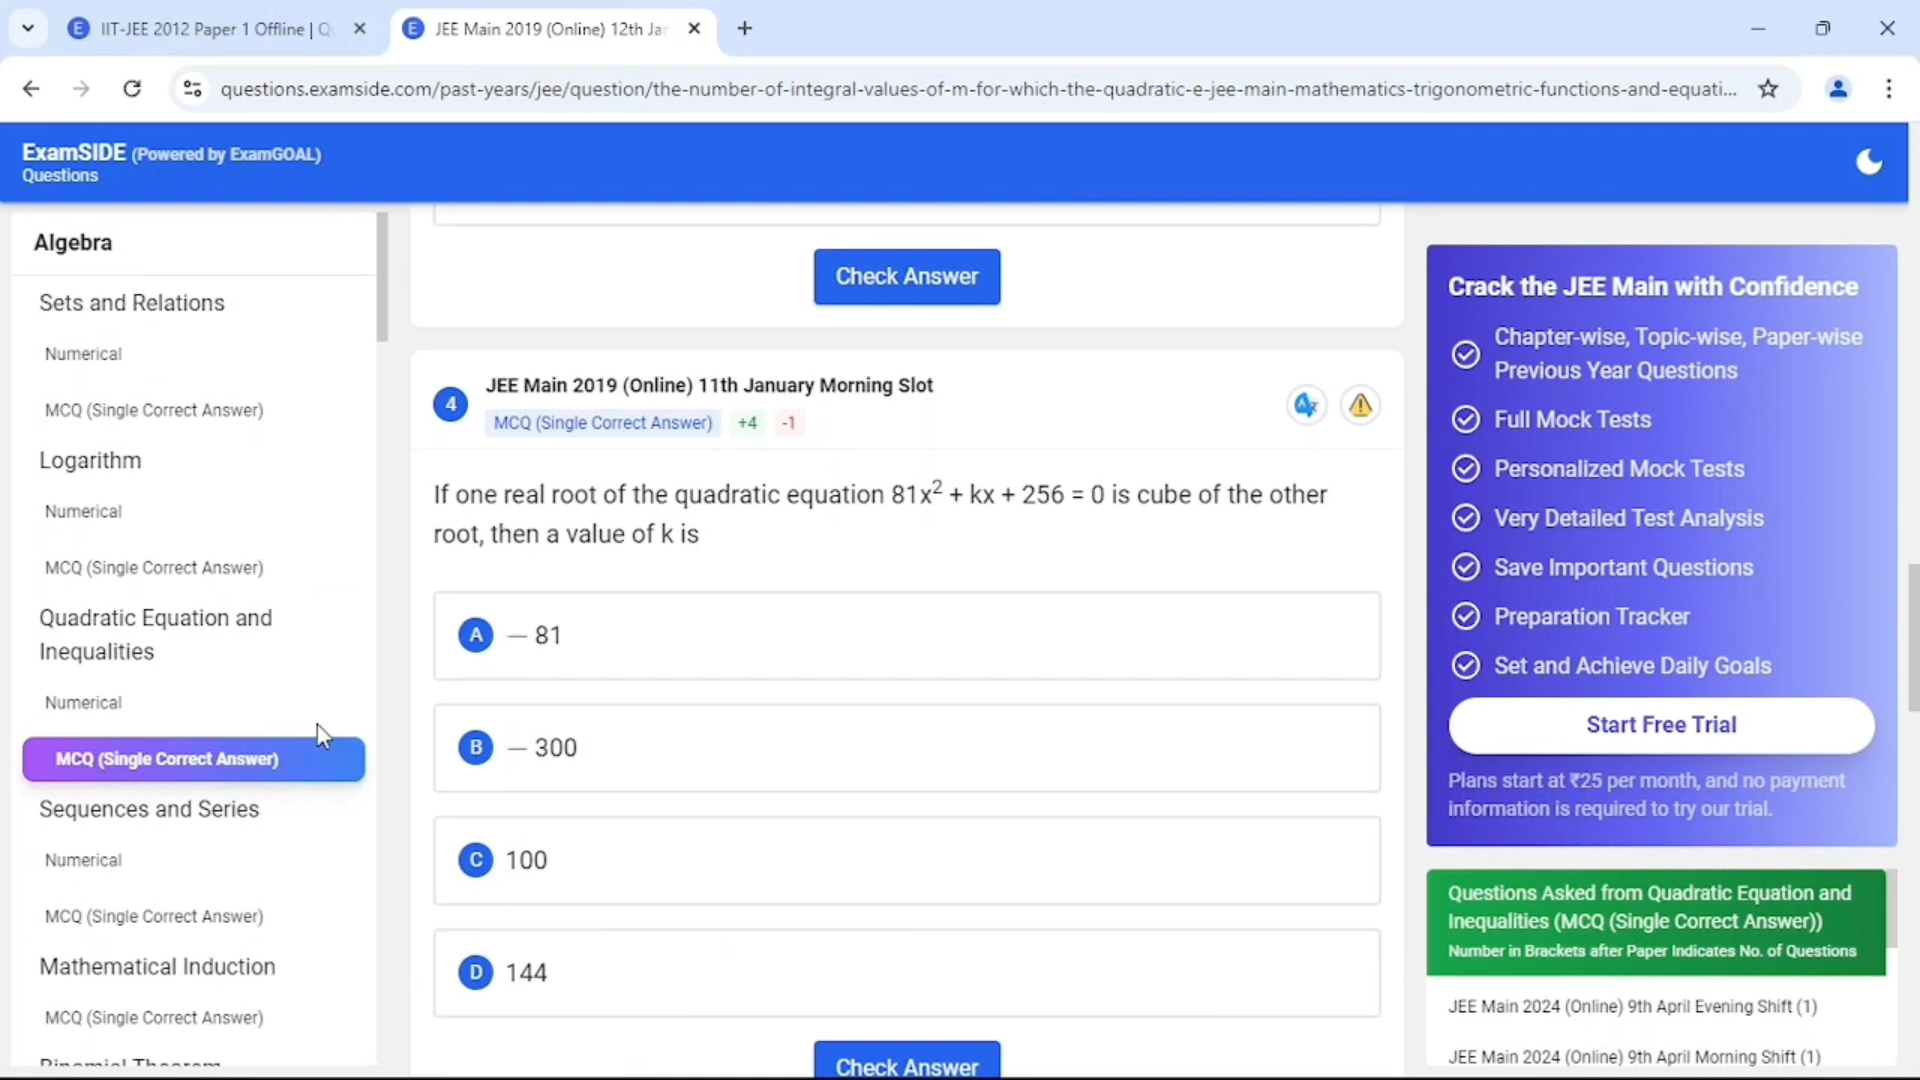 IIT-JEE 2012 Paper 1 Offline | Qu
JEE Main 2019 (Online) 12th Jan
questions.examside.com/past-years/jee/question/the-number-of-integral-values-of-m-for-which-the-quadratic-e-jee-main-mathematics-trigonometric-functions-and-equati...
ExamSIDE (Powered by ExamGOAL)
Questions
Algebra
Sets and Relations
Numerical
MCQ (Single Correct Answer)
Logarithm
Numerical
MCQ (Single Correct Answer)
Quadratic Equation and
Inequalities
Numerical
MCQ (Single Correct Answer)
Sequences and Series
Numerical
MCQ (Single Correct Answer)
Mathematical Induction
MCQ (Single Correct Answer)
Binomial Theorem
Check Answer
4
JEE Main 2019 (Online) 11th January Morning Slot
MCQ (Single Correct Answer) +4 -1
If one real root of the quadratic equation 81x² + kx + 256 = 0 is cube of the other
root, then a value of k is
A — 81
B — 300
C 100
D 144
Check Answer
Crack the JEE Main with Confidence
Chapter-wise, Topic-wise, Paper-wise
Previous Year Questions
Full Mock Tests
Personalized Mock Tests
Very Detailed Test Analysis
Save Important Questions
Preparation Tracker
Set and Achieve Daily Goals
Start Free Trial
Plans start at ₹25 per month, and no payment
information is required to try our trial.
Questions Asked from Quadratic Equation and
Inequalities (MCQ (Single Correct Answer))
Number in Brackets after Paper Indicates No. of Questions
JEE Main 2024 (Online) 9th April Evening Shift (1)
JEE Main 2024 (Online) 9th April Morning Shift (1)